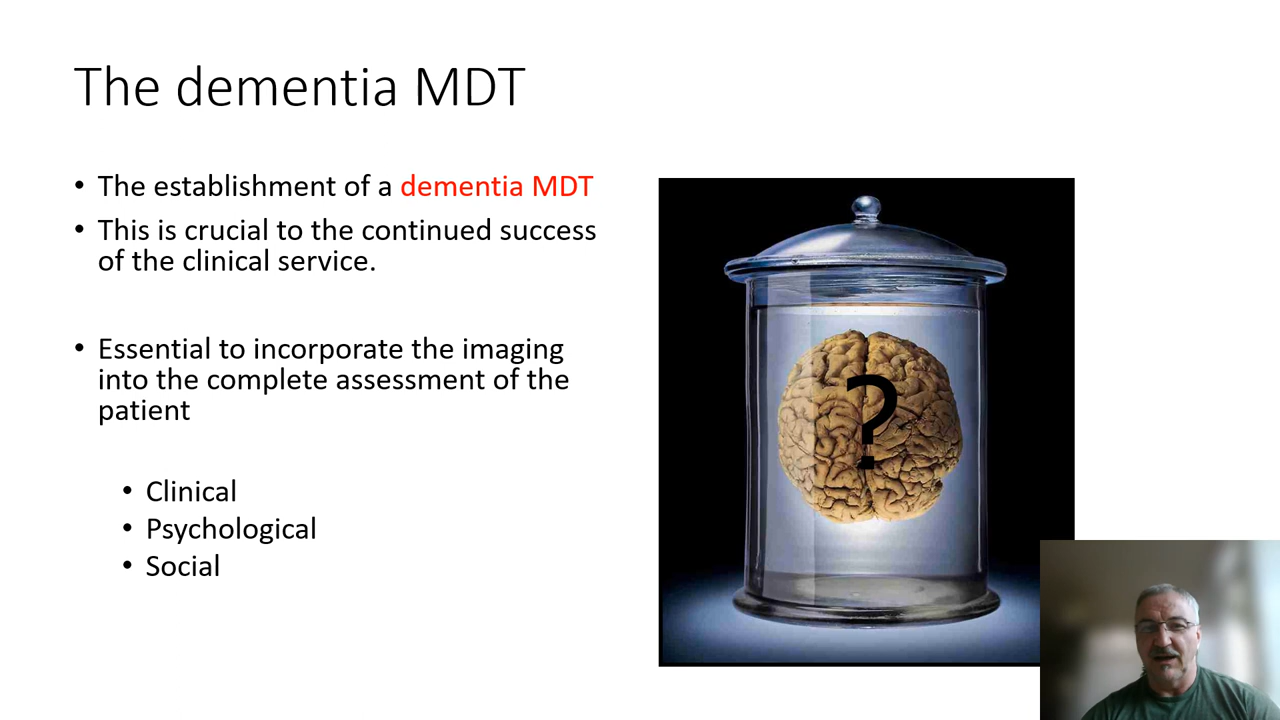 The dementia MDT
• The establishment of a dementia MDT
• This is crucial to the continued success
of the clinical service.
• Essential to incorporate the imaging
into the complete assessment of the
patient
• Clinical
• Psychological
• Social
?